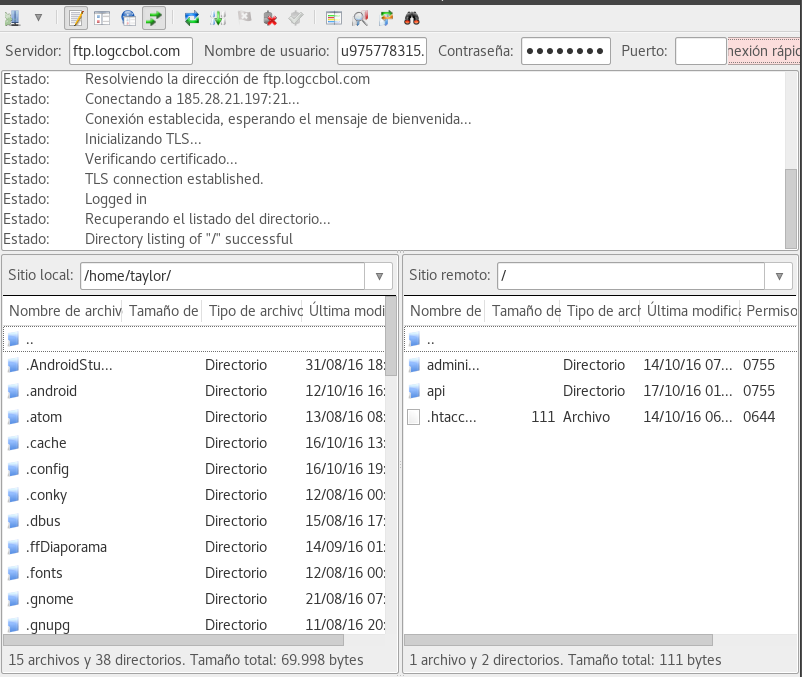 Servidor: ftp.logccbol.com Nombre de usuario: u975778315. Contraseña: ●●●●●●●● Puerto: nexión rápic
Estado: Resolviendo la dirección de ftp.logccbol.com
Estado: Conectando a 185.28.21.197:21...
Estado: Conexión establecida, esperando el mensaje de bienvenida...
Estado: Inicializando TLS...
Estado: Verificando certificado...
Estado: TLS connection established.
Estado: Logged in
Estado: Recuperando el listado del directorio...
Estado: Directory listing of "/" successful
Sitio local: /home/taylor/
Nombre de archiv Tamaño de Tipo de archivo Última modi
..
.AndroidStu... Directorio 31/08/16 18:
.android Directorio 12/10/16 16:
.atom Directorio 13/08/16 08:
.cache Directorio 16/10/16 13:
.config Directorio 16/10/16 19:
.conky Directorio 12/08/16 00:
.dbus Directorio 15/08/16 17:
.ffDiaporama Directorio 14/09/16 01:
.fonts Directorio 12/08/16 00:
.gnome Directorio 21/08/16 07:
.gnupg Directorio 11/08/16 20:
15 archivos y 38 directorios. Tamaño total: 69.998 bytes
Sitio remoto: /
Nombre de Tamaño de Tipo de arch Última modifica Permiso
..
admini... Directorio 14/10/16 07... 0755
api Directorio 17/10/16 01... 0755
.htacc... 111 Archivo 14/10/16 06... 0644
1 archivo y 2 directorios. Tamaño total: 111 bytes